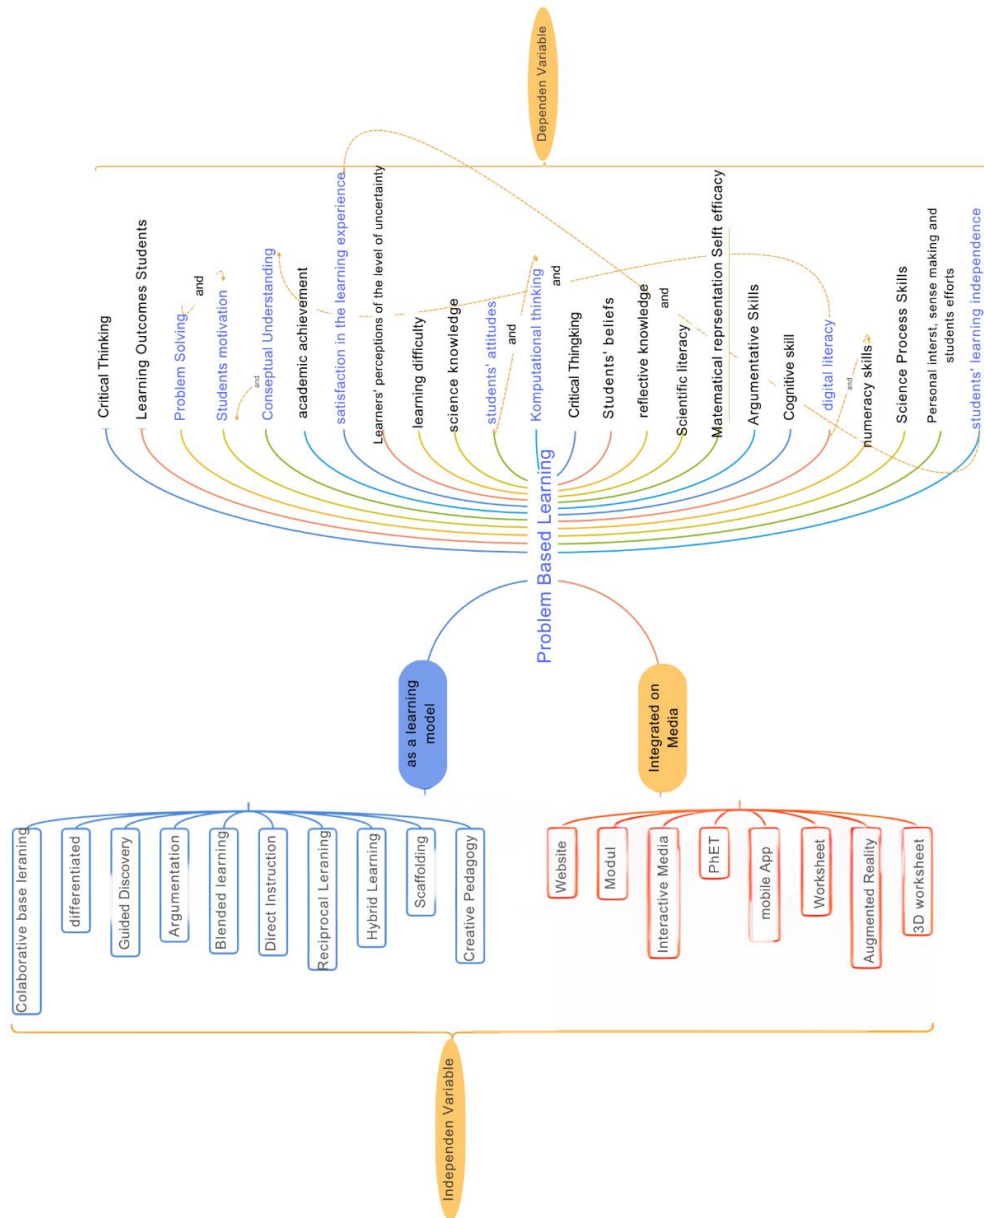 Dependen Variable
Critical Thinking
Learning Outcomes Students
Problem Solving
and
Students motivation
and
Conseptual Understanding
academic achievement
satisfaction in the learning experience
Learners' perceptions of the level of uncertainty
learning difficulty
science knowledge
students' attitudes
and
Komputational thinking
and
Critical Thingking
Students' beliefs
reflective knowledge
and
Scientific literacy
Matematical reprsentation Selft efficacy
Argumentative Skills
Cognitive skill
digital literacy
and
numeracy skills
Science Process Skills
Personal interst, sense making and
students efforts
students' learning independence
Problem Based Learning
as a learning
model
Integrated on
Media
Colaborative base leraning
differentiated
Guided Discovery
Argumentation
Blended learning
Direct Instruction
Reciprocal Leraning
Hybrid Learning
Scaffolding
Creative Pedagogy
Website
Modul
Interactive Media
PhET
mobile App
Worksheet
Augmented Reality
3D worksheet
Independen Variable